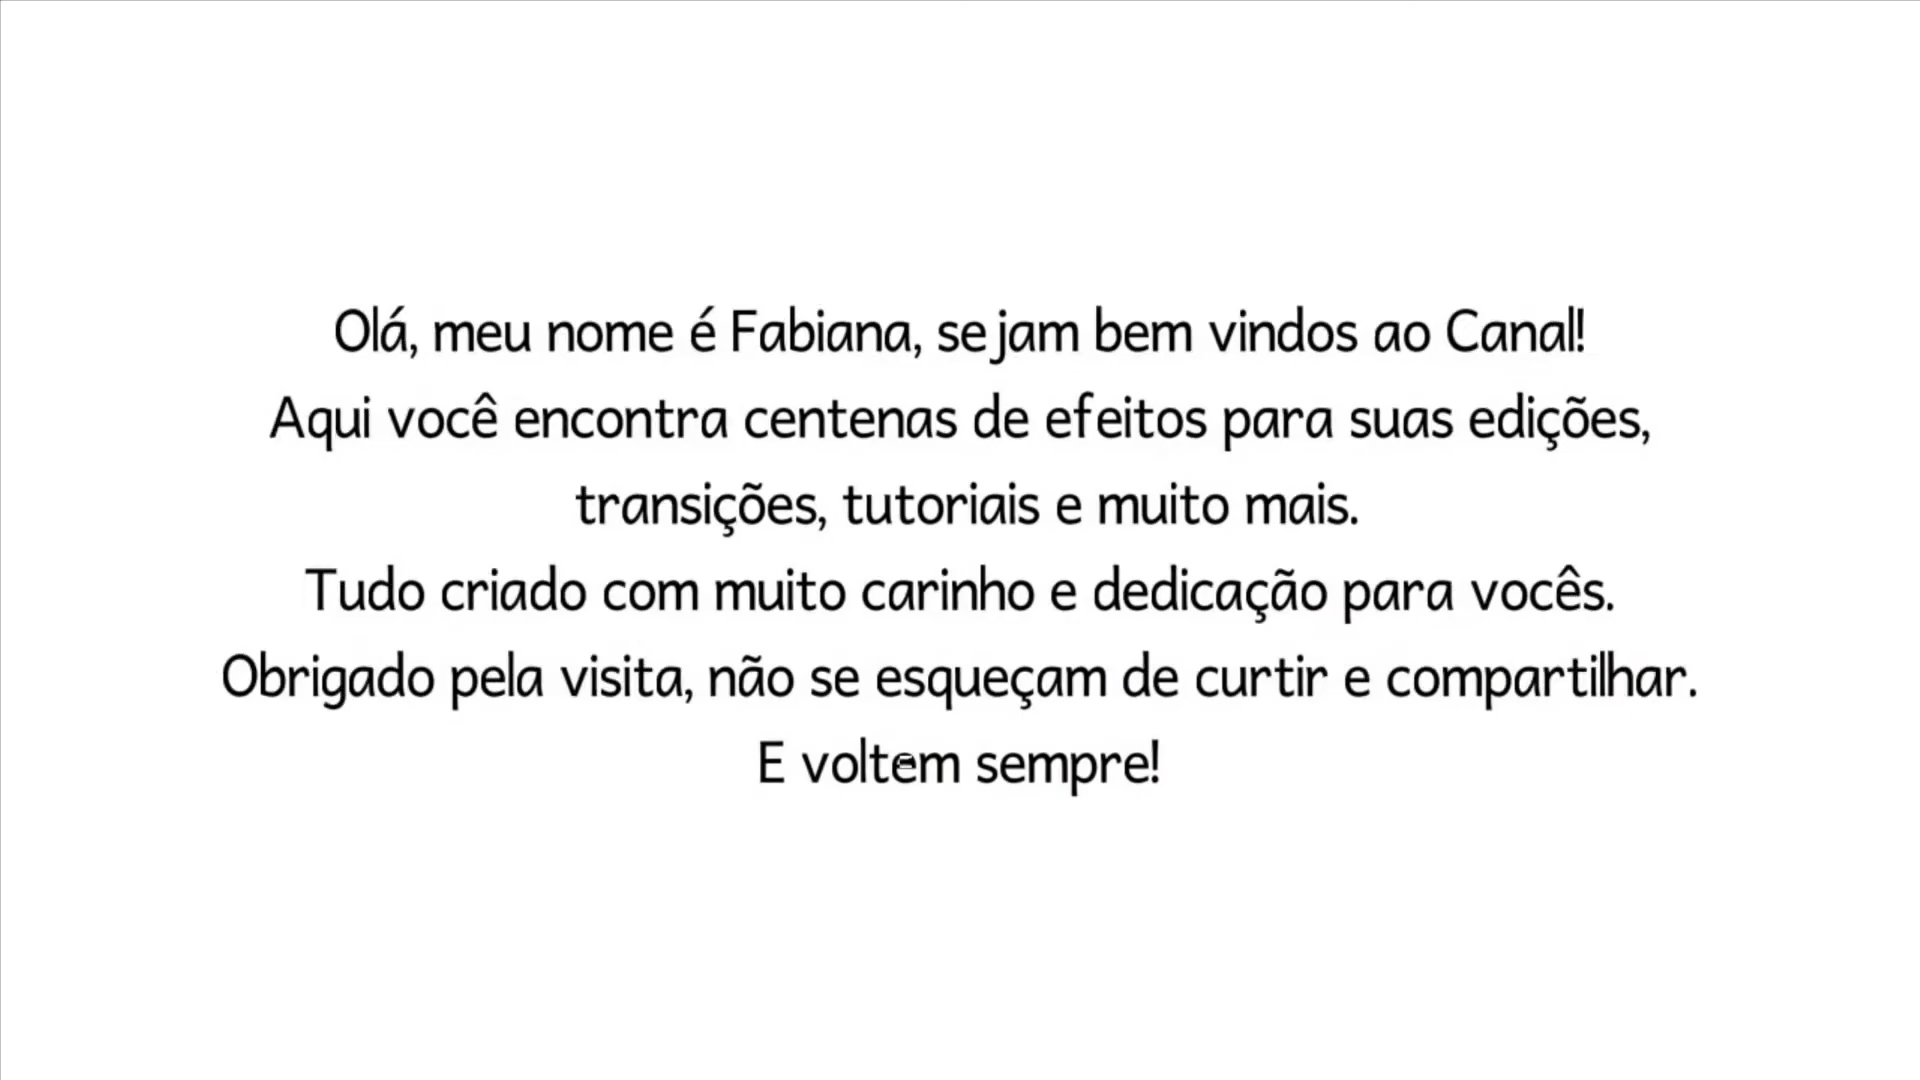 Olá, meu nome é Fabiana, sejam bem vindos ao Canal!
Aqui você encontra centenas de efeitos para suas edições,
transições, tutoriais e muito mais.
Tudo criado com muito carinho e dedicação para vocês.
Obrigado pela visita, não se esqueçam de curtir e compartilhar.
E voltem sempre!